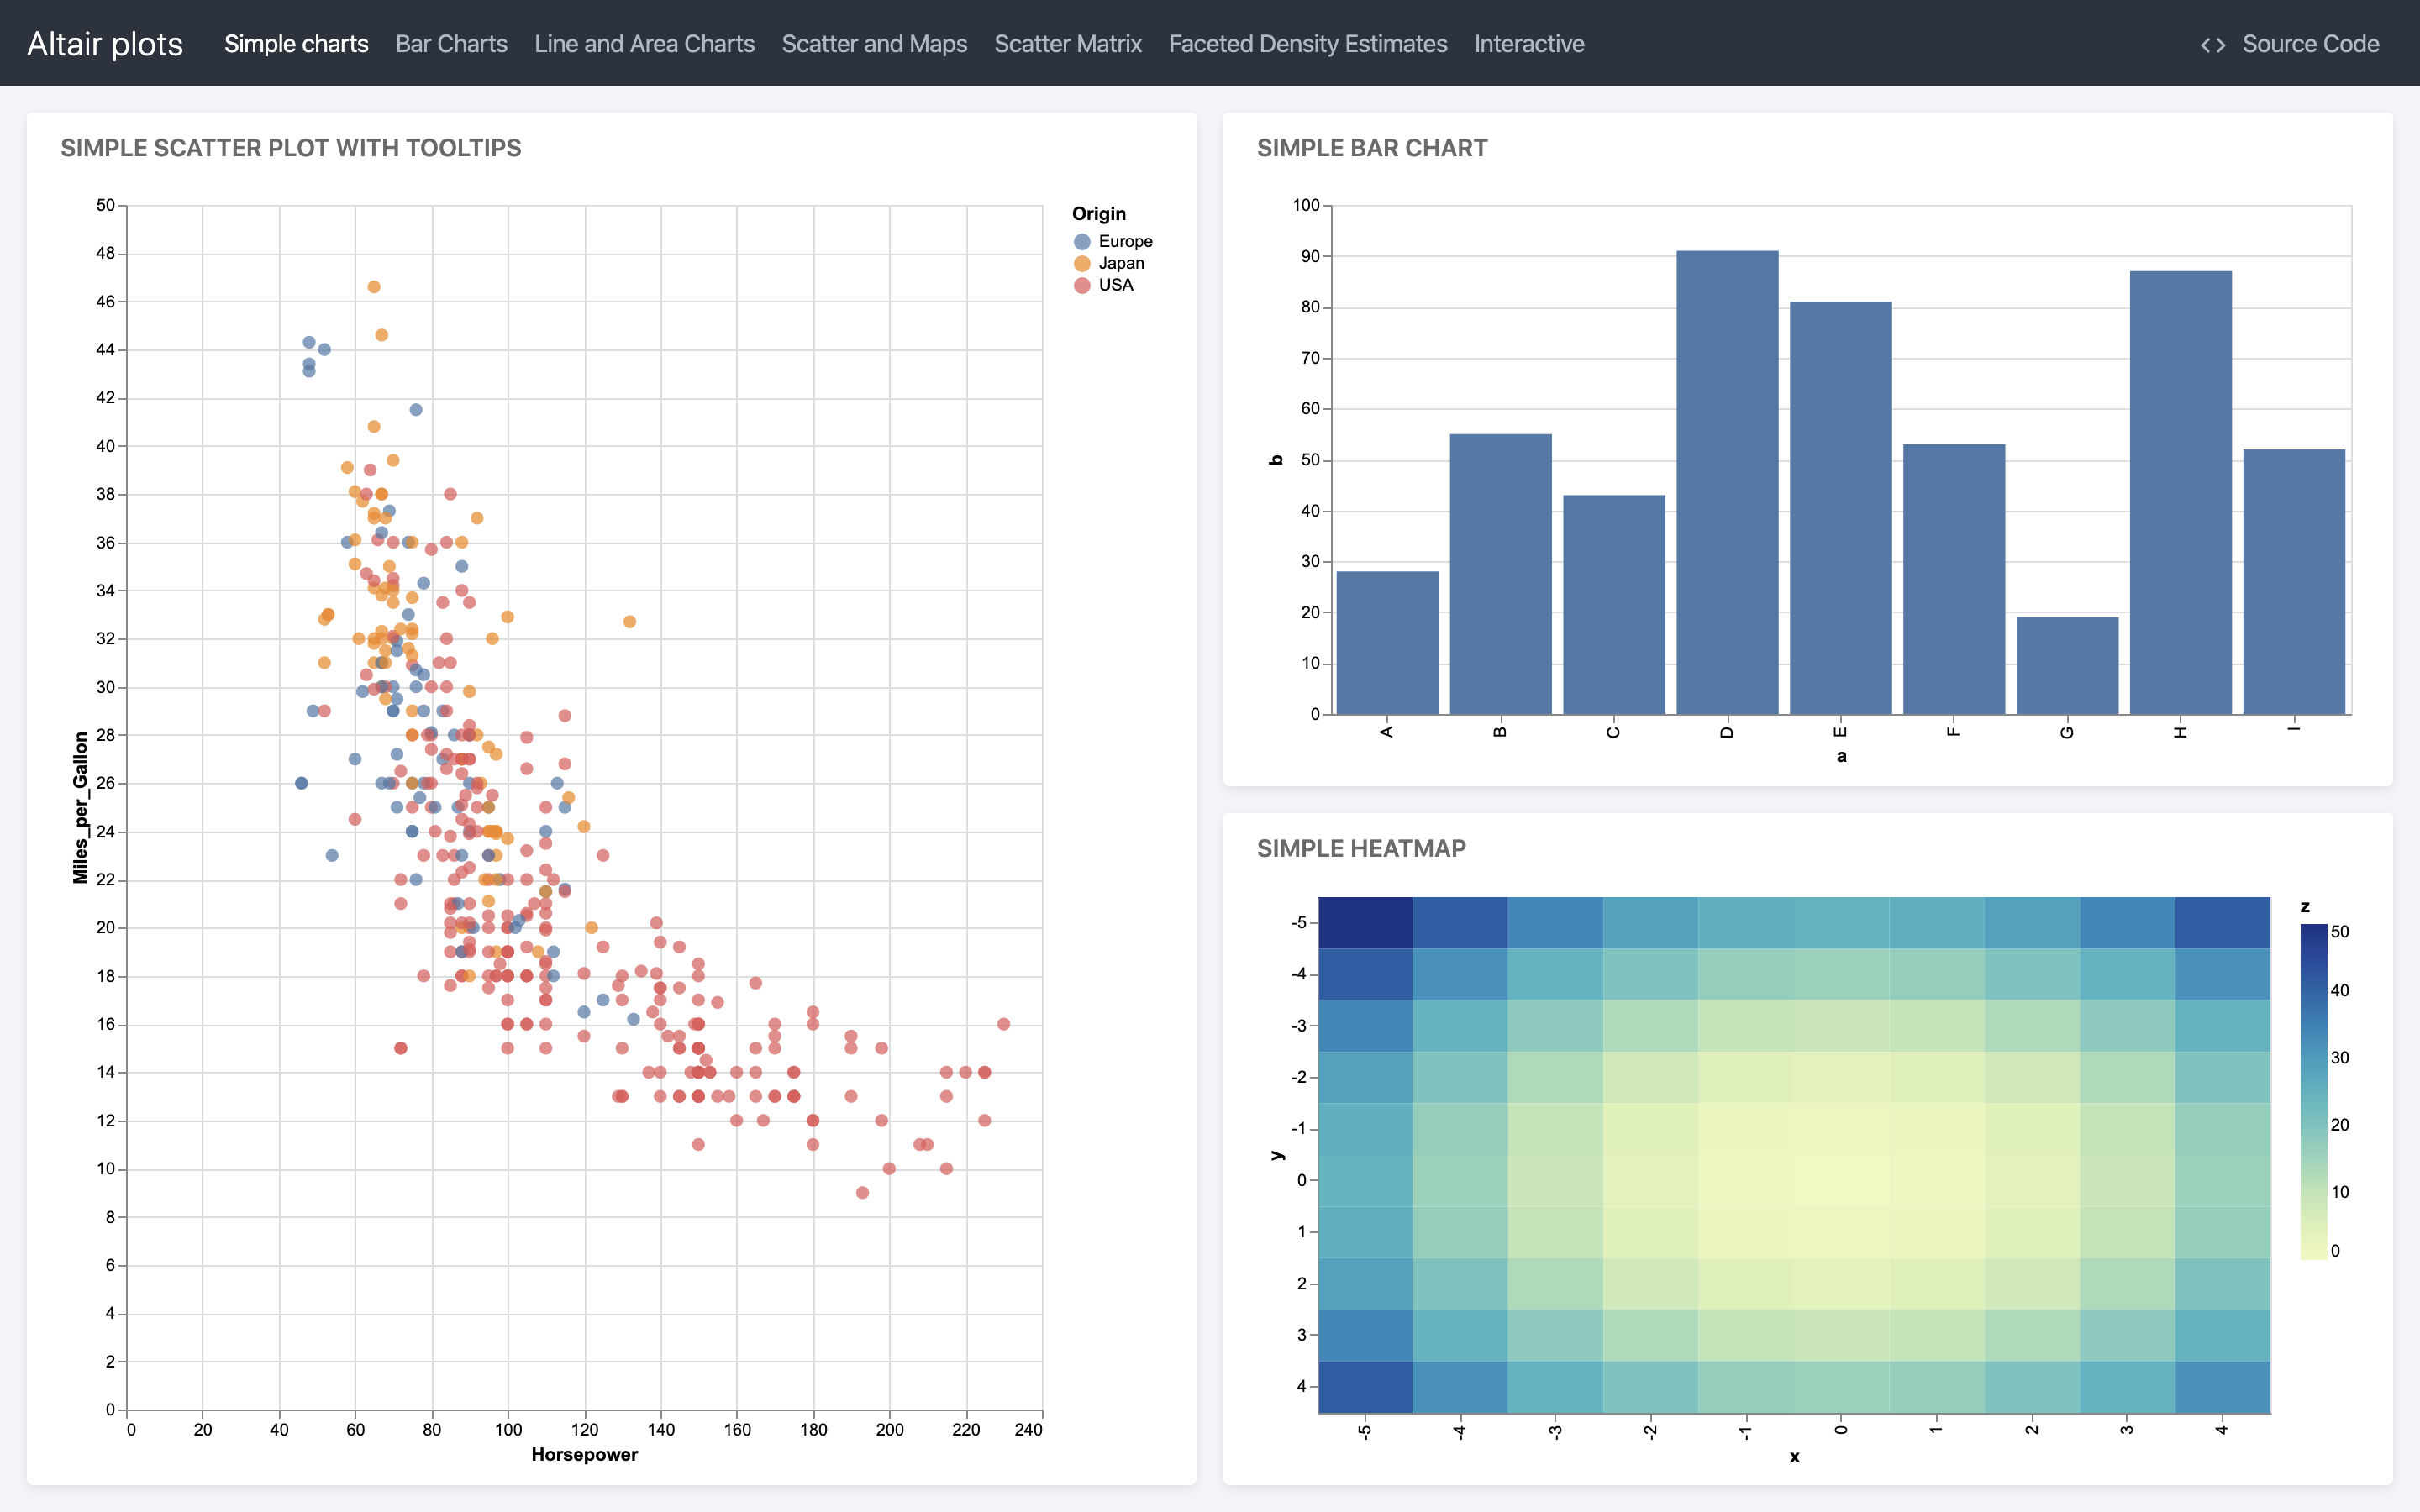 Altair plots Simple charts Bar Charts Line and Area Charts Scatter and Maps Scatter Matrix Faceted Density Estimates Interactive <> Source Code
SIMPLE SCATTER PLOT WITH TOOLTIPS
50
48
46
44
42
40
38
36
34
32
30
28
26
24
22
20
18
16
14
12
10
8
6
4
2
0
Miles_per_Gallon
0 20 40 60 80 100 120 140 160 180 200 220 240
Horsepower
Origin
Europe
Japan
USA
SIMPLE BAR CHART
100
90
80
70
60
50
40
30
20
10
0
b
A B C D E F G H I
a
SIMPLE HEATMAP
-5
-4
-3
-2
-1
0
1
2
3
4
y
-5 -4 -3 -2 -1 0 1 2 3 4
x
z
50
40
30
20
10
0